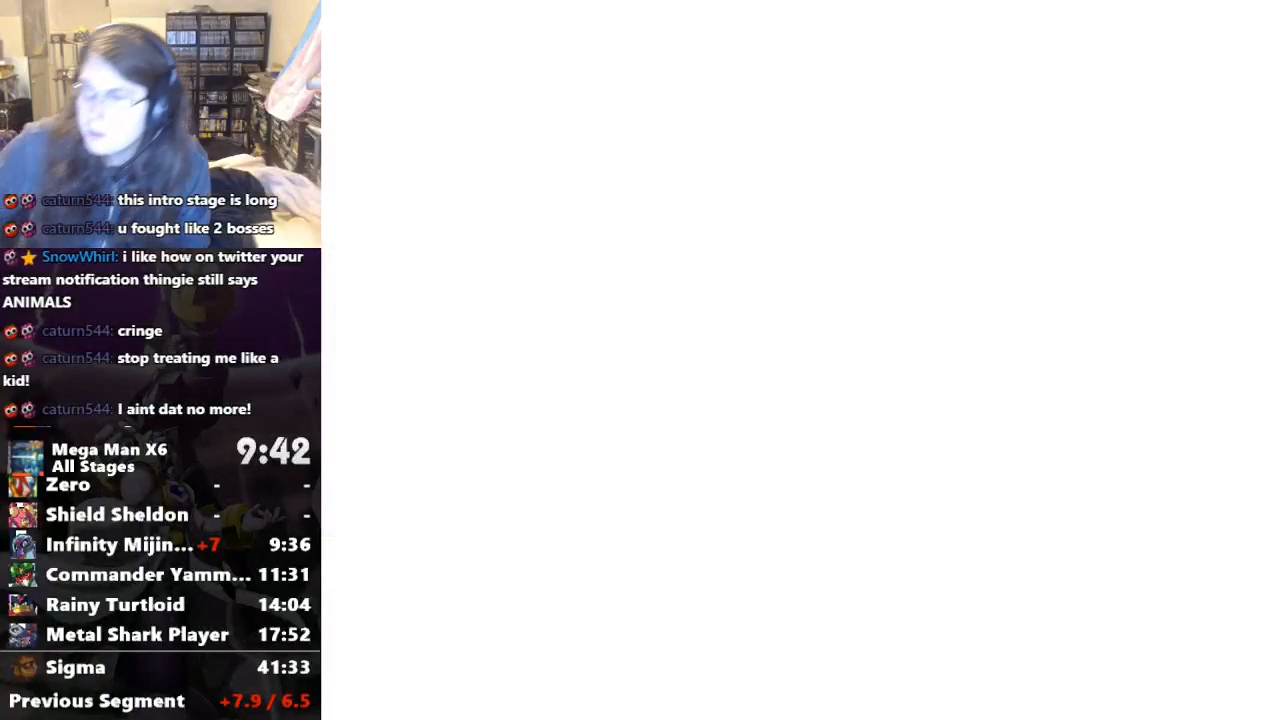 caturn544: this intro stage is long
caturn544: u fought like 2 bosses
SnowWhirl: i like how on twitter your
stream notification thingie still says
ANIMALS
caturn544: cringe
caturn544: stop treating me like a
kid!
caturn544: I aint dat no more!
Mega Man X6
All Stages
9:42
Zero - -
Shield Sheldon - -
Infinity Mijin... +7 9:36
Commander Yamm... 11:31
Rainy Turtloid 14:04
Metal Shark Player 17:52
Sigma 41:33
Previous Segment +7.9 / 6.5